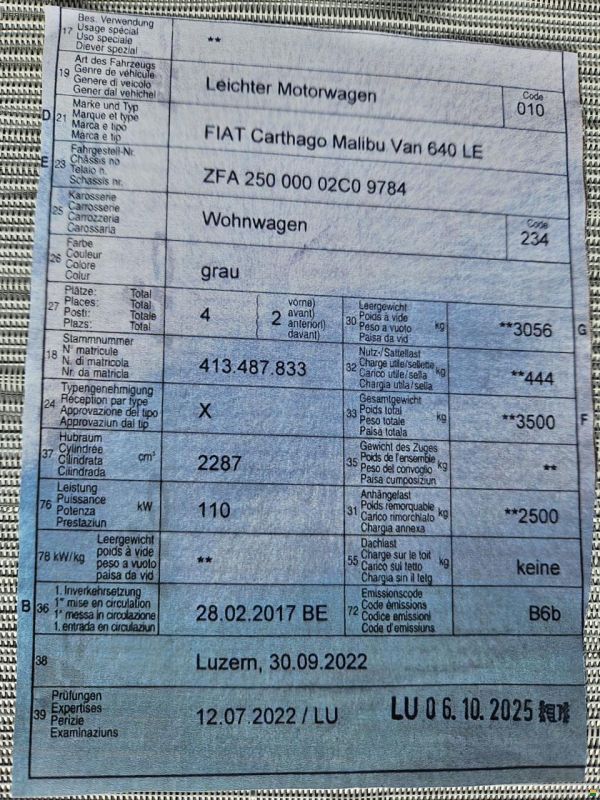 17 Bes. Verwendung
Usage spécial
Uso speciale
Diever spezial
**
19 Art des Fahrzeugs
Genre de véhicule
Genere di veicolo
Gener dal vehichel
Leichter Motorwagen
Code
010
D 21 Marke und Typ
Marque et type
Marca e tipo
Marca e tip
FIAT Carthago Malibu Van 640 LE
E 23 Fahrgestell-Nr.
Châssis no
Telaio n.
Schassis nr.
ZFA 250 000 02C0 9784
25 Karosserie
Carrosserie
Carrozzeria
Carossaria
Wohnwagen
Code
234
26 Farbe
Couleur
Colore
Colur
grau
27 Plätze: Total
Places: Total
Posti: Totale
Plazs: Total
4
2 vorne)
avant)
anteriori)
davant)
30 Leergewicht
Poids à vide
Peso a vuoto
Paisa da vid
kg
**3056 G
18 Stammnummer
N° matricule
N. di matricola
Nr. da matricla
413.487.833
32 Nutz-/Sattellast
Charge utile/sellette
Carico utile/sella
Chargia utila/sella
kg
**444
24 Typengenehmigung
Réception par type
Approvazione del tipo
Approvaziun dal tip
X
33 Gesamtgewicht
Poids total
Peso totale
Paisa totala
kg
**3500 F
37 Hubraum
Cylindrée
Cilindrata
Cilindrada
cm³
2287
35 Gewicht des Zuges
Poids de l'ensemble
Peso del convoglio
Paisa cumposiziun
kg
**
76 Leistung
Puissance
Potenza
Prestaziun
kW
110
31 Anhängelast
Poids remorquable
Carico rimorchiato
Chargia annexa
kg
**2500
78 kW/kg Leergewicht
poids à vide
peso a vuoto
paisa da vid
**
55 Dachlast
Charge sur le toit
Carico sul tetto
Chargia sin il tetg
kg
keine
B 36 1. Inverkehrsetzung
1re mise en circulation
1a messa in circolazione
1. entrada en circulaziun
28.02.2017 BE
72 Emissionscode
Code émissions
Codice emissioni
Code d'emissiuns
B6b
38
Luzern, 30.09.2022
39 Prüfungen
Expertises
Perizie
Examinaziuns
12.07.2022 / LU
LU 06.10.2025